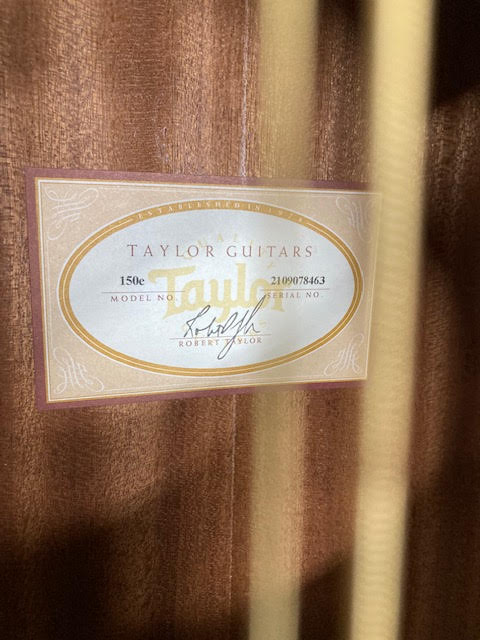 ESTABLISHED IN 1974
TAYLOR GUITARS
Taylor
150e 2109078463
MODEL NO. SERIAL NO.
ROBERT TAYLOR